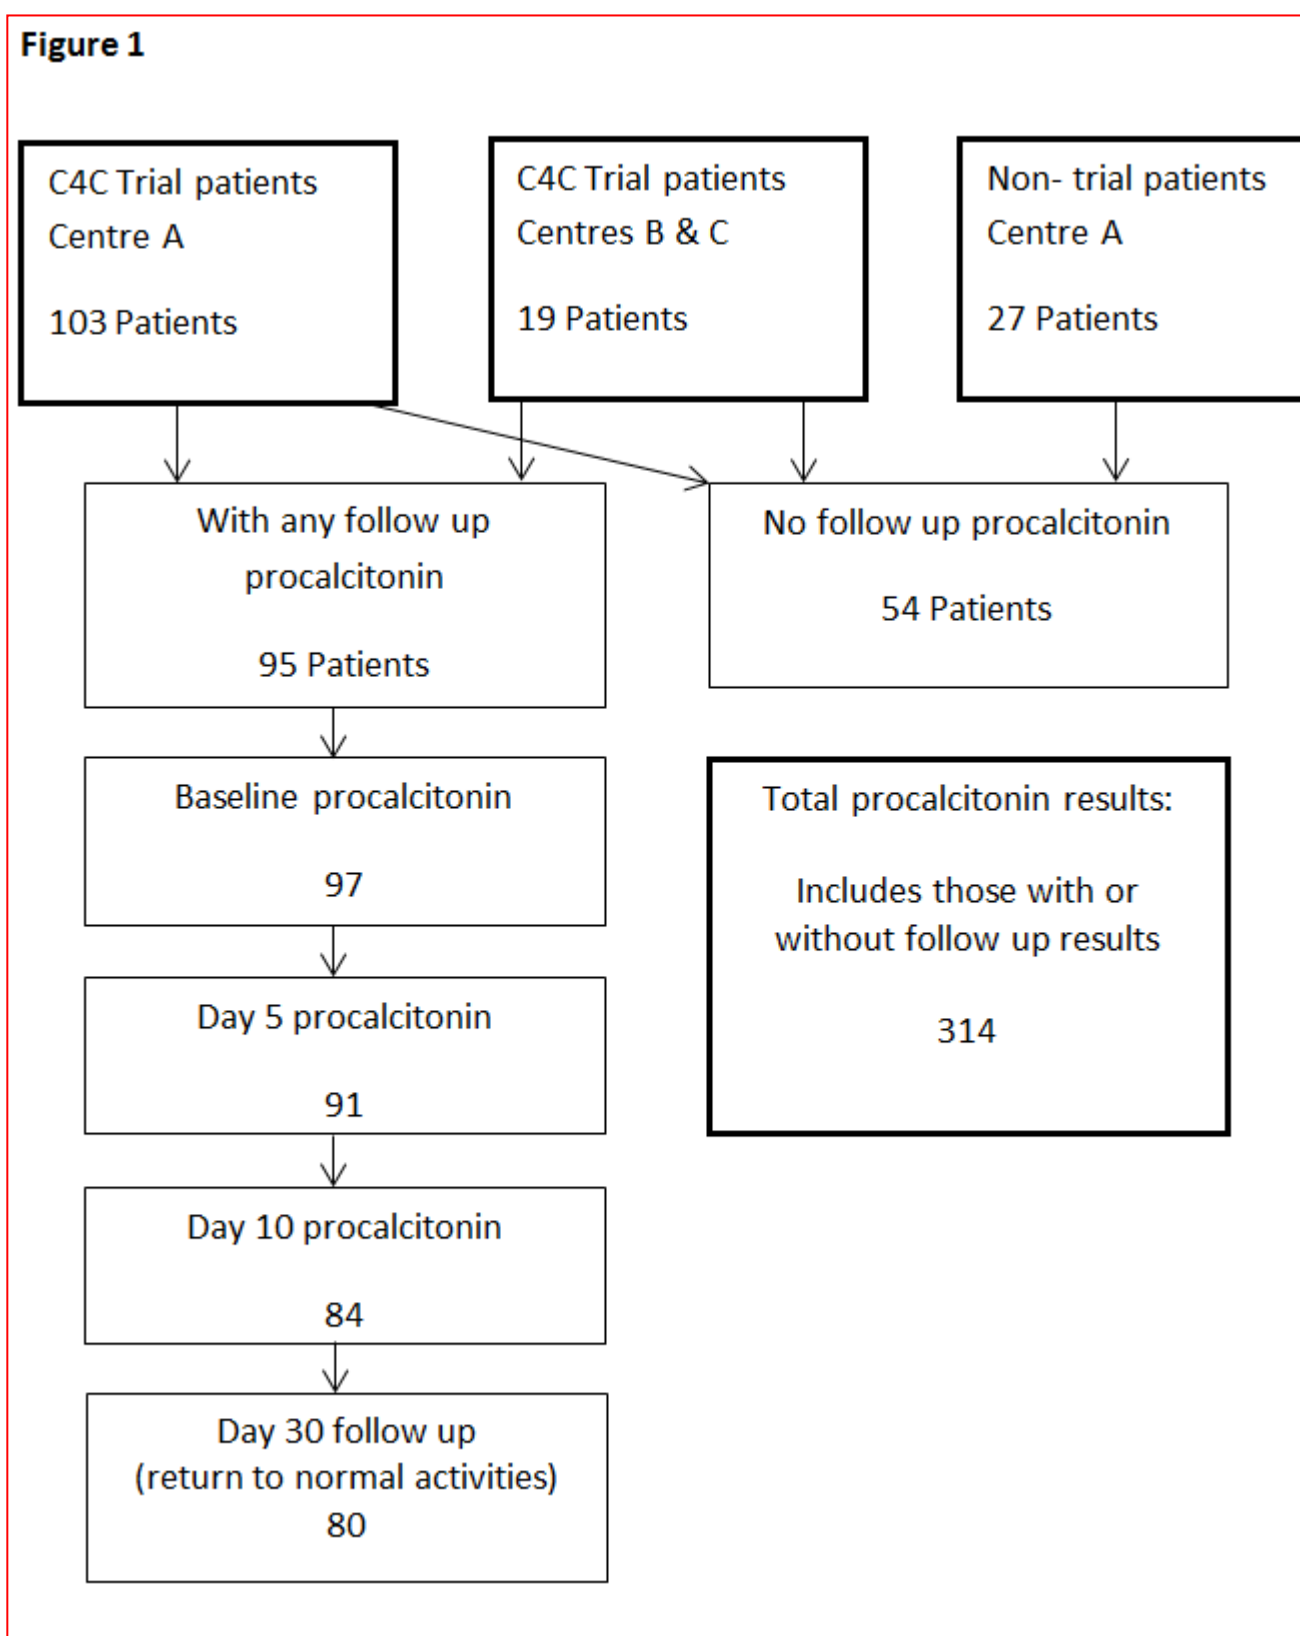 Figure 1
C4C Trial patients
Centre A
103 Patients
C4C Trial patients
Centres B & C
19 Patients
Non- trial patients
Centre A
27 Patients
With any follow up
procalcitonin
95 Patients
No follow up procalcitonin
54 Patients
Baseline procalcitonin
97
Total procalcitonin results:
Includes those with or
without follow up results
314
Day 5 procalcitonin
91
Day 10 procalcitonin
84
Day 30 follow up
(return to normal activities)
80